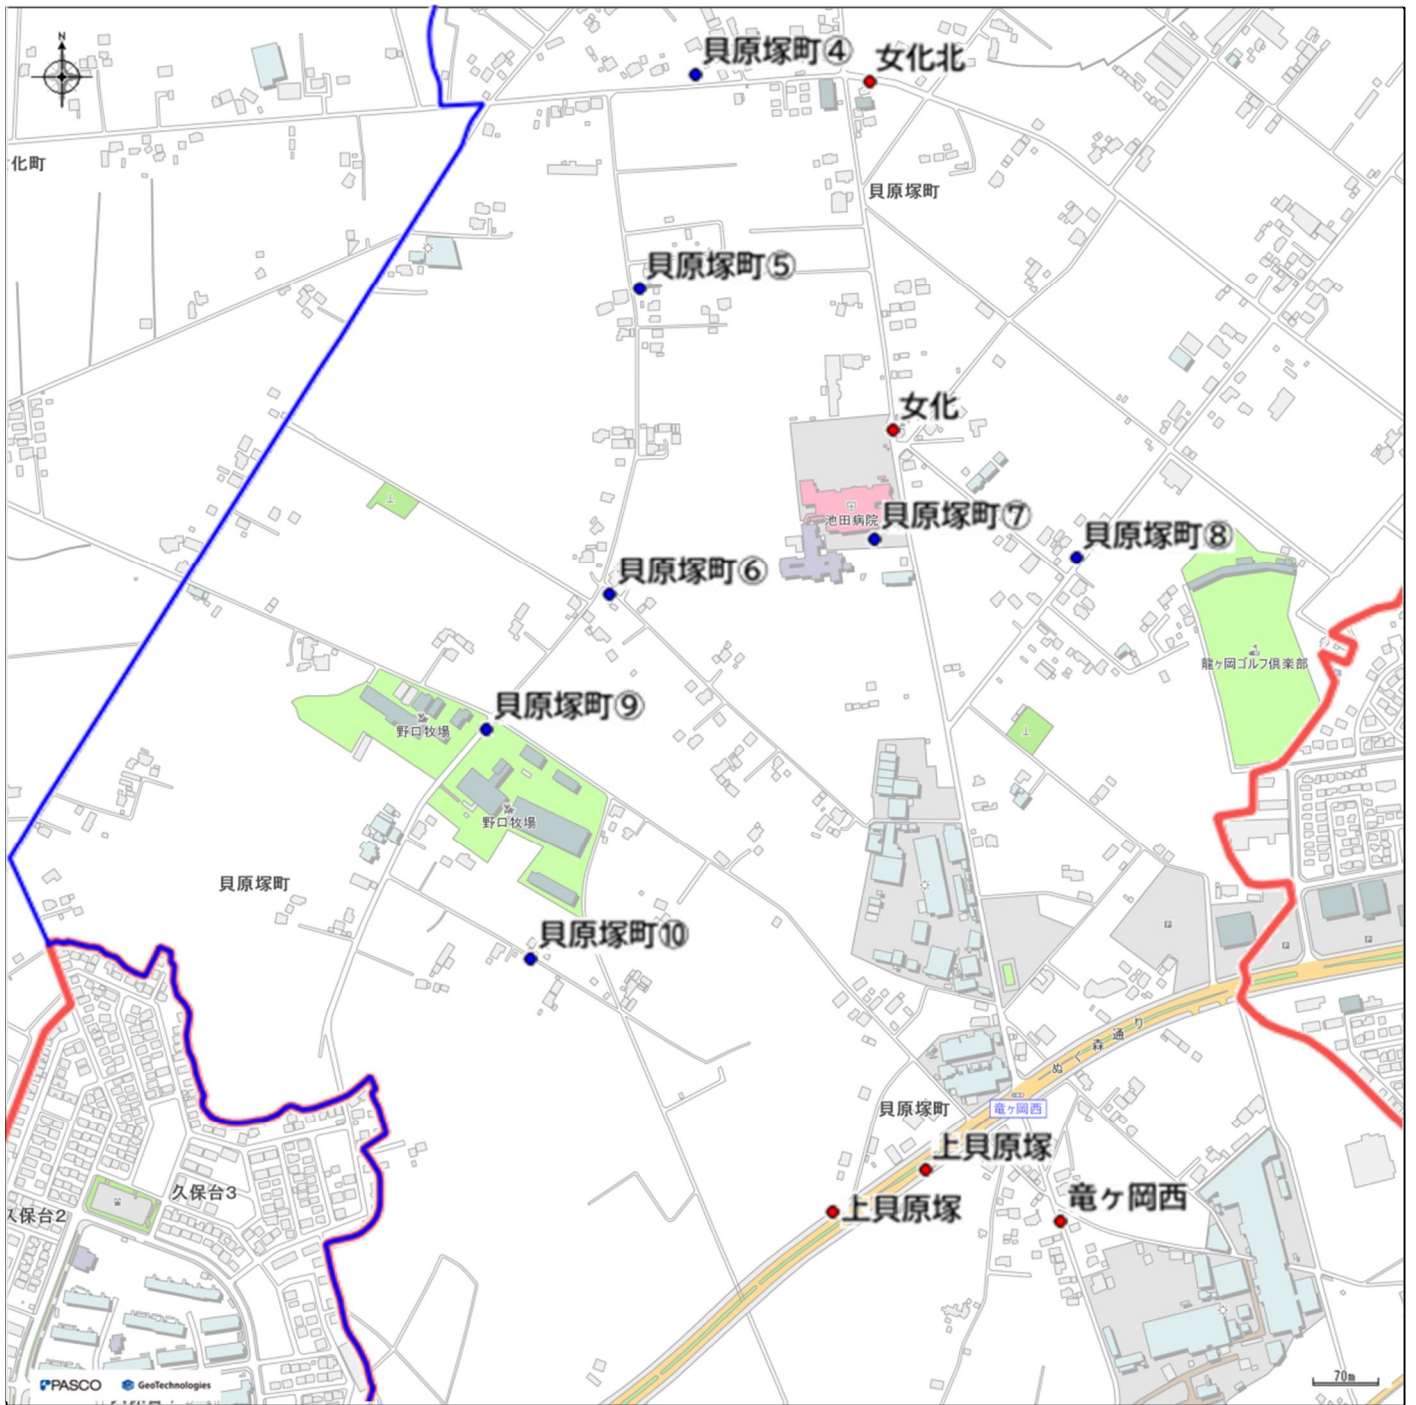 N
貝原塚町④
女化北
化町
貝原塚町
貝原塚町⑤
女化
池田病院
貝原塚町⑦
貝原塚町⑧
貝原塚町⑥
龍ヶ岡ゴルフ倶楽部
貝原塚町⑨
野口牧場
野口牧場
貝原塚町
貝原塚町⑩
ぬくもり森通り
貝原塚町
竜ヶ岡西
上貝原塚
竜ヶ岡西
上貝原塚
久保台3
久保台2
PASCO
GeoTechnologies
70m